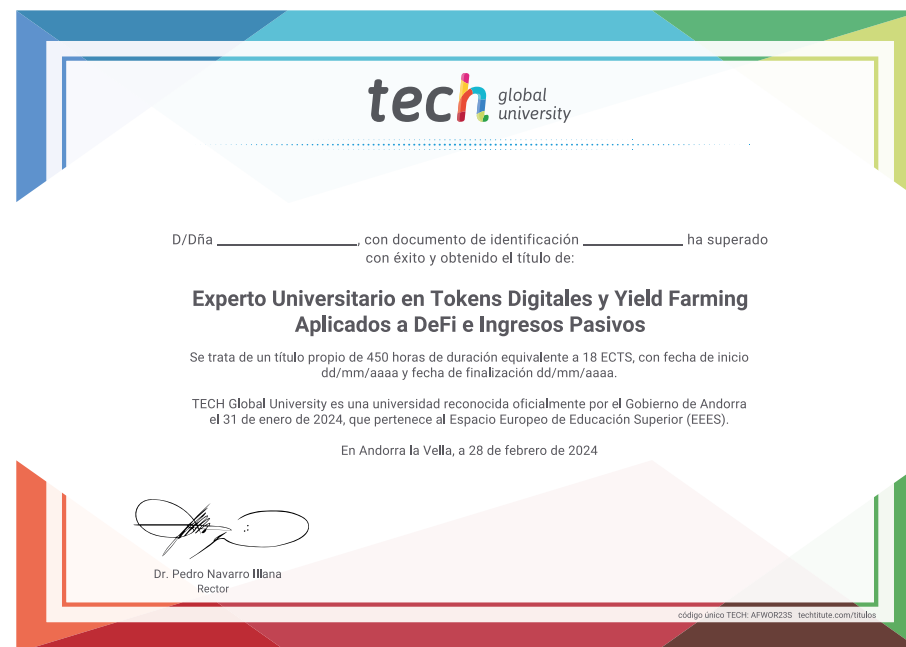 tech global university
D/Dña ____________________, con documento de identificación ______________ ha superado
con éxito y obtenido el título de:
Experto Universitario en Tokens Digitales y Yield Farming
Aplicados a DeFi e Ingresos Pasivos
Se trata de un título propio de 450 horas de duración equivalente a 18 ECTS, con fecha de inicio
dd/mm/aaaa y fecha de finalización dd/mm/aaaa.
TECH Global University es una universidad reconocida oficialmente por el Gobierno de Andorra
el 31 de enero de 2024, que pertenece al Espacio Europeo de Educación Superior (EEES).
En Andorra la Vella, a 28 de febrero de 2024
Dr. Pedro Navarro Illana
Rector
código único TECH: AFWOR23S techtitute.com/titulos